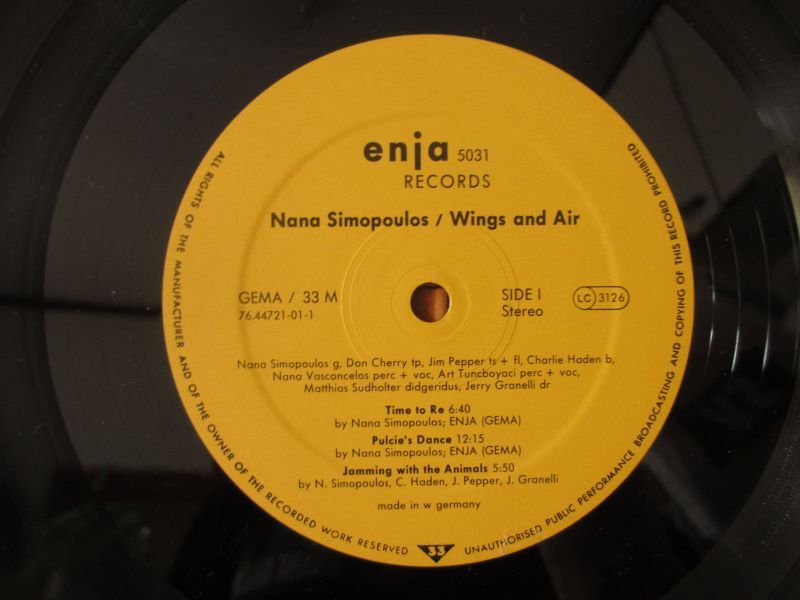 enja 5031
RECORDS
Nana Simopoulos / Wings and Air
GEMA / 33 M
76.44721-01-1
SIDE I
Stereo
LC 3126
Nana Simopoulos g, Don Cherry tp, Jim Pepper ts + fl, Charlie Haden b,
Nana Vasconcelos perc + voc, Art Tuncboyaci perc + voc,
Matthias Sudholter didgeridus, Jerry Granelli dr
Time to Re 6:40
by Nana Simopoulos; ENJA (GEMA)
Pulcie's Dance 12:15
by Nana Simopoulos; ENJA (GEMA)
Jamming with the Animals 5:50
by N. Simopoulos, C. Haden, J. Pepper, J. Granelli
made in w germany
ALL RIGHTS OF THE MANUFACTURER AND OF THE OWNER OF THE RECORDED WORK RESERVED
33
UNAUTHORISED PUBLIC PERFORMANCE BROADCASTING AND COPYING OF THIS RECORD PROHIBITED